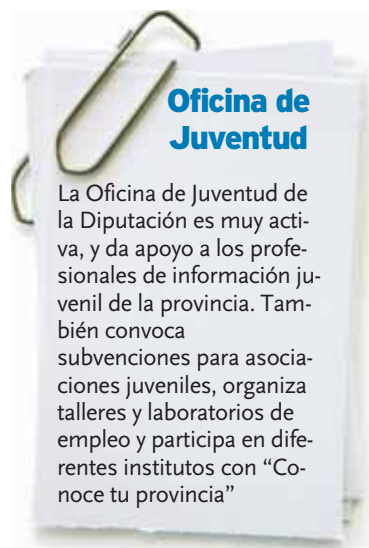 Oficina de
Juventud
La Oficina de Juventud de
la Diputación es muy acti-
va, y da apoyo a los profe-
sionales de información ju-
venil de la provincia. Tam-
bién convoca
subvenciones para asocia-
ciones juveniles, organiza
talleres y laboratorios de
empleo y participa en dife-
rentes institutos con “Co-
noce tu provincia”